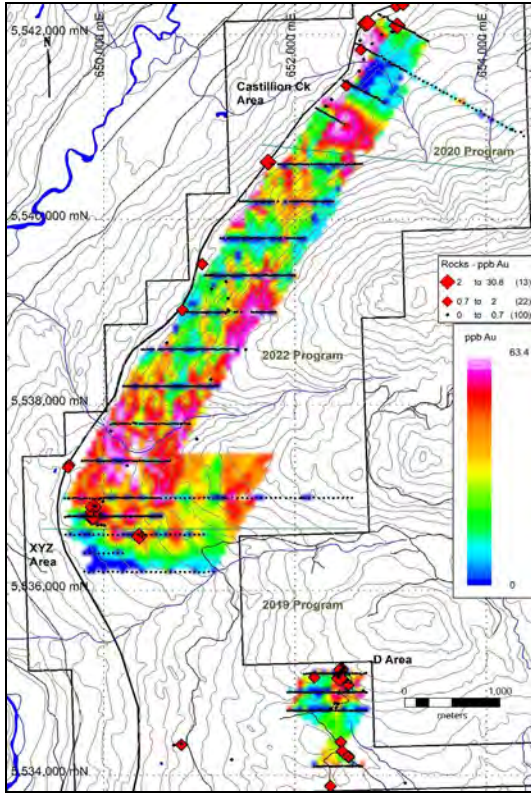 5,542,000 mN
650,000 mE
652,000 mE
654,000 mE
N
Castillion Ck
Area
2020 Program
5,540,000 mN
Rocks - ppb Au
2 to 30.8 (13)
0.7 to 2 (22)
0 to 0.7 (100)
ppb Au
63.4
2022 Program
5,538,000 mN
0
XYZ
Area
5,536,000 mN
2019 Program
D Area
0 1,000
meters
5,534,000 mN